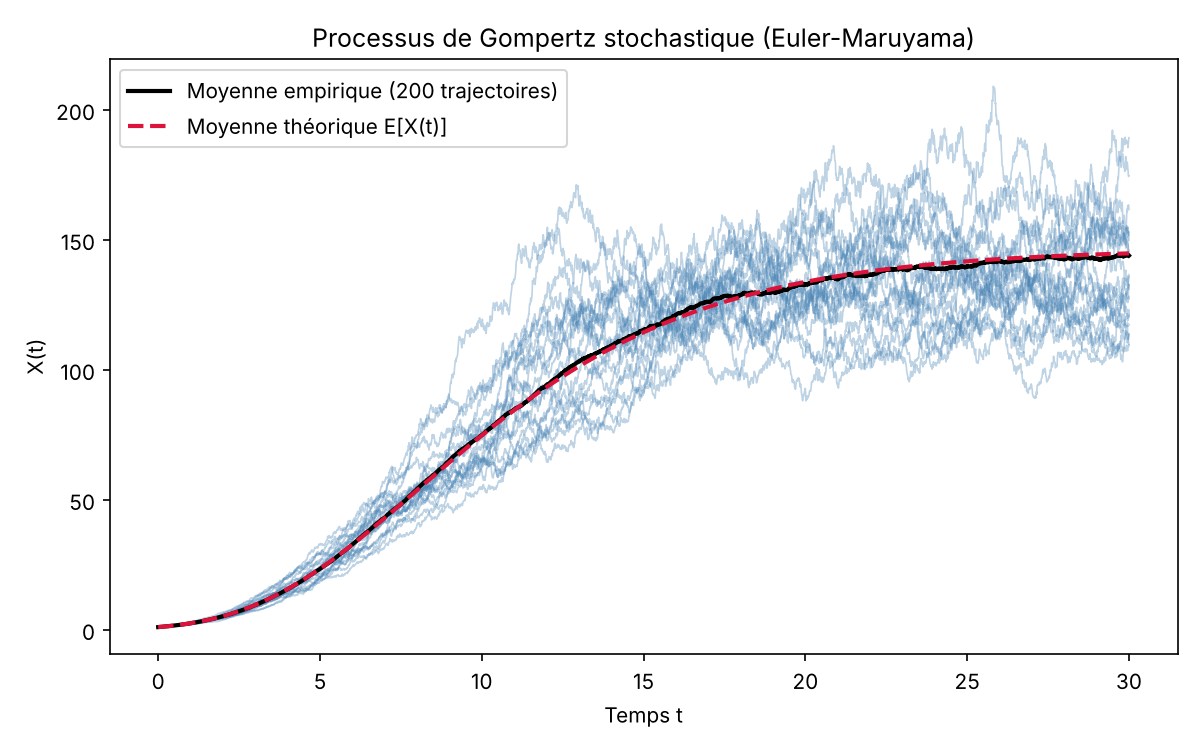 Processus de Gompertz stochastique (Euler-Maruyama)
Moyenne empirique (200 trajectoires)
Moyenne théorique E[X(t)]
200
150
100
50
0
X(t)
0 5 10 15 20 25 30
Temps t